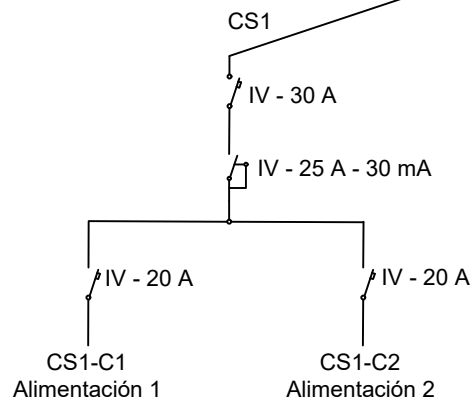 CS1
IV - 30 A
IV - 25 A - 30 mA
IV - 20 A
IV - 20 A
CS1-C1
Alimentación 1
CS1-C2
Alimentación 2